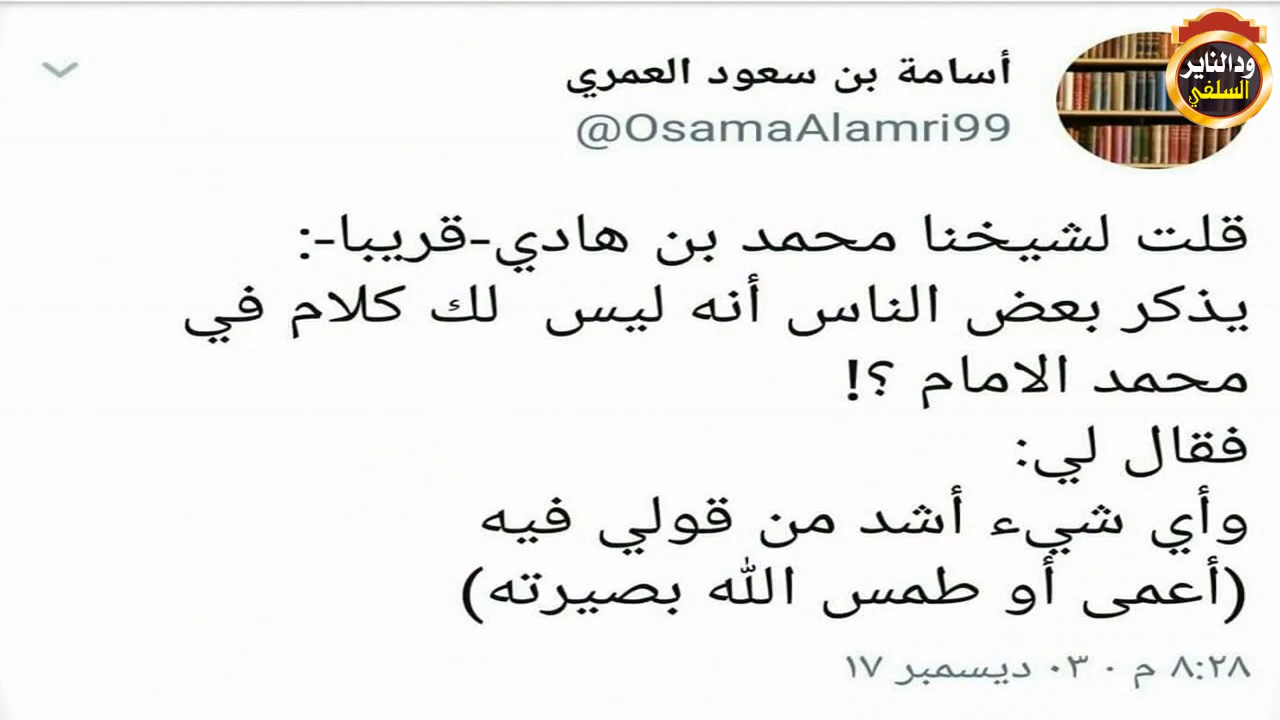 ودالناير
السلفي
أسامة بن سعود العمري
@OsamaAlamri99
قلت لشيخنا محمد بن هادي-قريبا-:
يذكر بعض الناس أنه ليس لك كلام في
محمد الامام ؟!
فقال لي:
وأي شيء أشد من قولي فيه
(أعمى أو طمس الله بصيرته)
٨:٢٨ م · ٠٣ ديسمبر ١٧